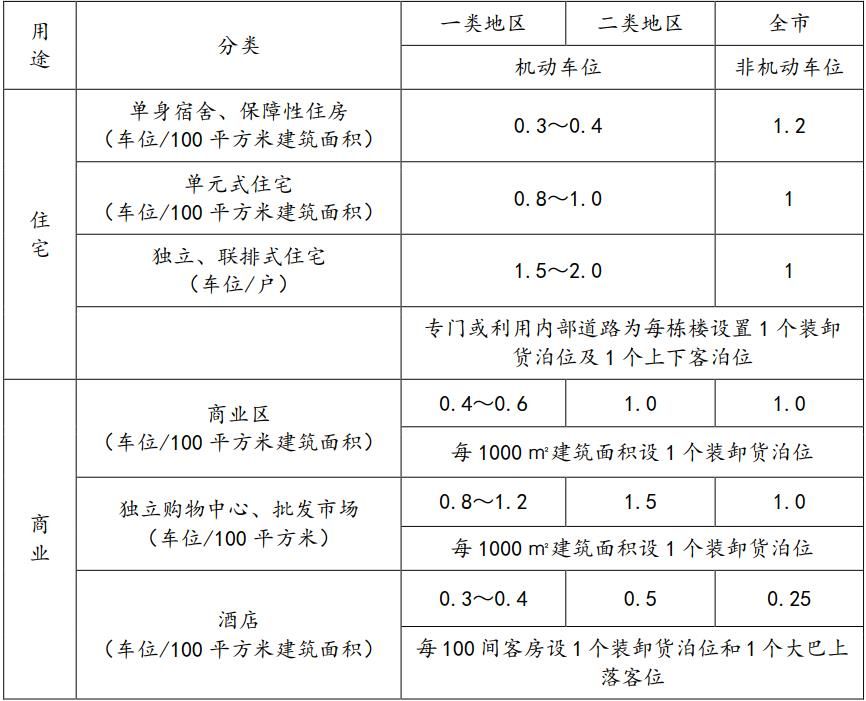 用途 分类 一类地区 二类地区 全市
机动车位 非机动车位
住宅
单身宿舍、保障性住房
（车位/100 平方米建筑面积）
0.3～0.4 1.2
单元式住宅
（车位/100 平方米建筑面积）
0.8～1.0 1
独立、联排式住宅
（车位/户）
1.5～2.0 1
专门或利用内部道路为每栋楼设置 1 个装卸
货泊位及 1 个上下客泊位
商业
商业区
（车位/100 平方米建筑面积）
0.4～0.6 1.0 1.0
每 1000 ㎡建筑面积设 1 个装卸货泊位
独立购物中心、批发市场
（车位/100 平方米）
0.8～1.2 1.5 1.0
每 1000 ㎡建筑面积设 1 个装卸货泊位
酒店
（车位/100 平方米建筑面积）
0.3～0.4 0.5 0.25
每 100 间客房设 1 个装卸货泊位和 1 个大巴上
落客位